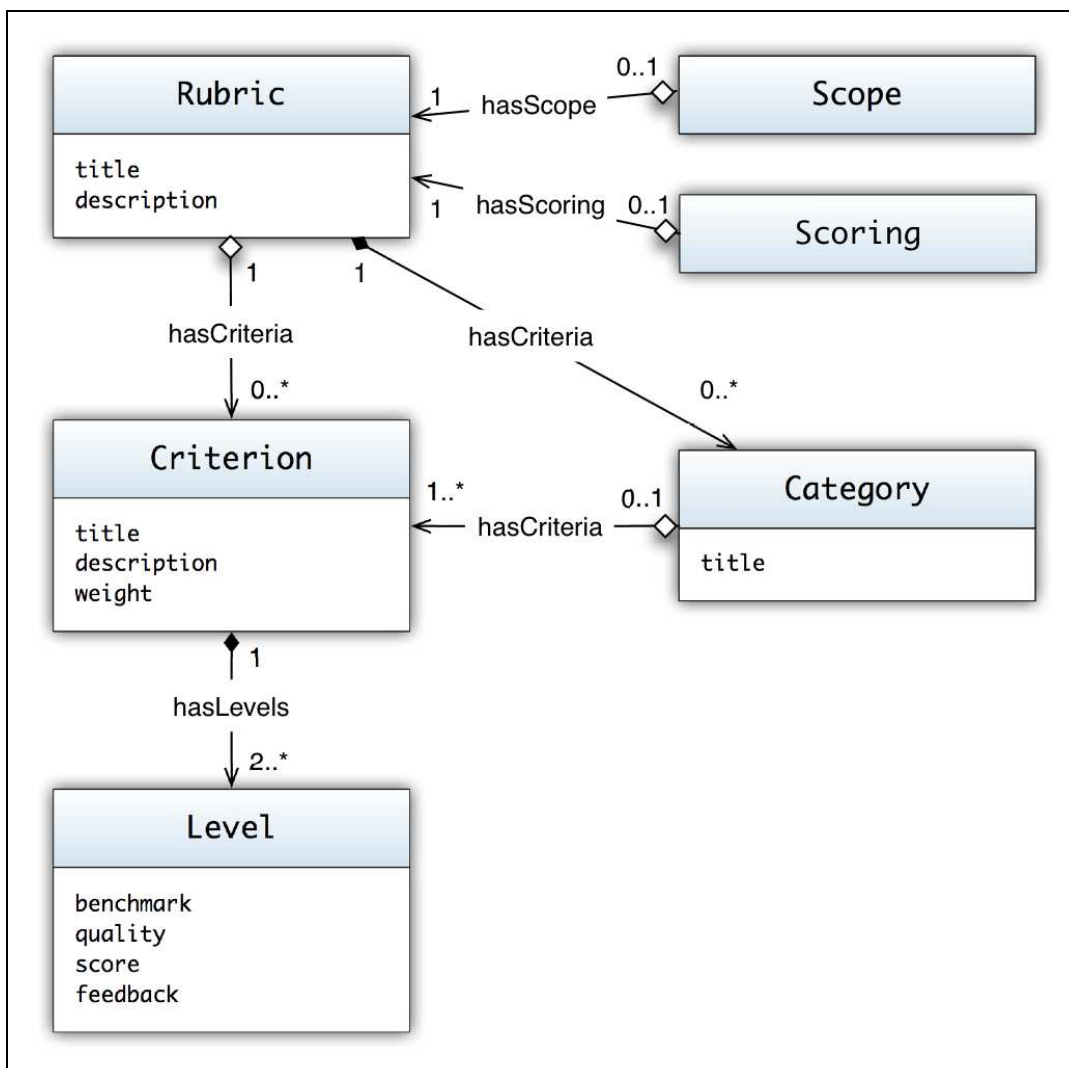 Rubric
title
description
1
hasScope
0..1
Scope
1
hasScoring
0..1
Scoring
1
hasCriteria
0..*
1
hasCriteria
0..*
Criterion
title
description
weight
1..*
hasCriteria
0..1
Category
title
1
hasLevels
2..*
Level
benchmark
quality
score
feedback